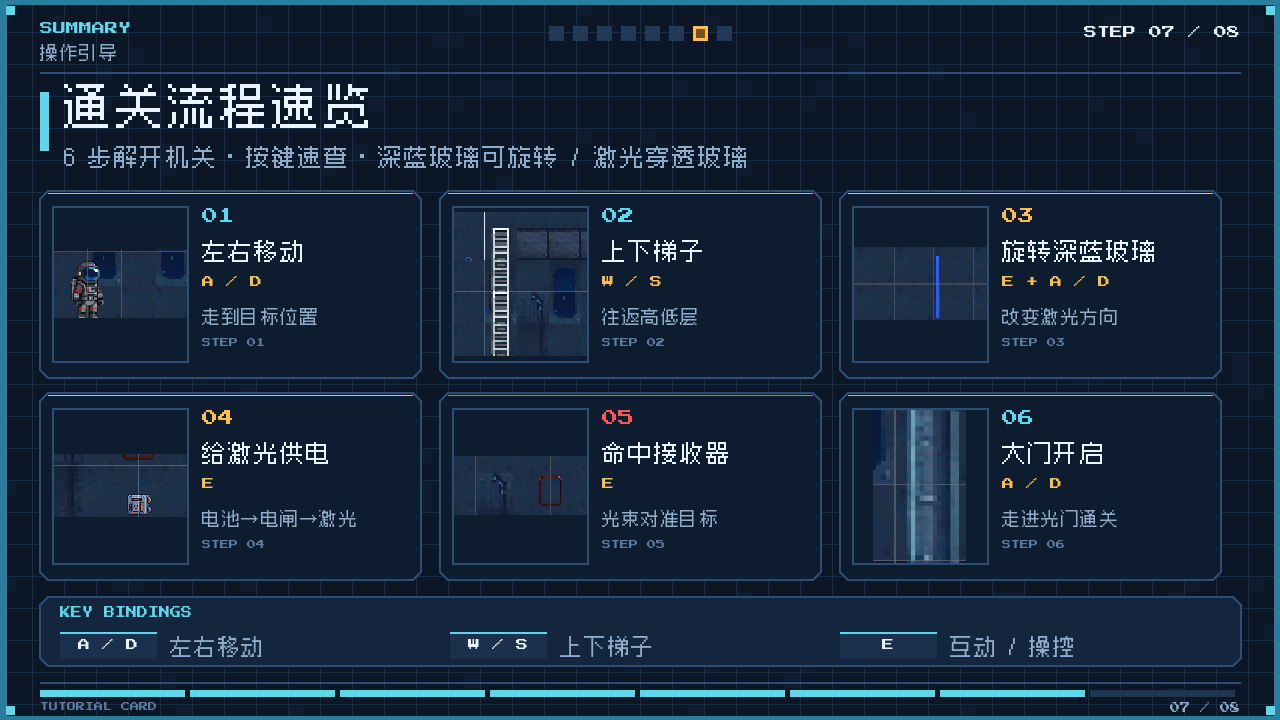 SUMMARY
操作引导
STEP 07 / 08
通关流程速览
6 步解开机关 · 按键速查 · 深蓝玻璃可旋转 / 激光穿透玻璃
01
左右移动
A / D
走到目标位置
STEP 01
02
上下梯子
W / S
往返高低层
STEP 02
03
旋转深蓝玻璃
E + A / D
改变激光方向
STEP 03
04
给激光供电
E
电池→电闸→激光
STEP 04
05
命中接收器
E
光束对准目标
STEP 05
06
大门开启
A / D
走进光门通关
STEP 06
KEY BINDINGS
A / D 左右移动
W / S 上下梯子
E 互动 / 操控
TUTORIAL CARD
07 / 08